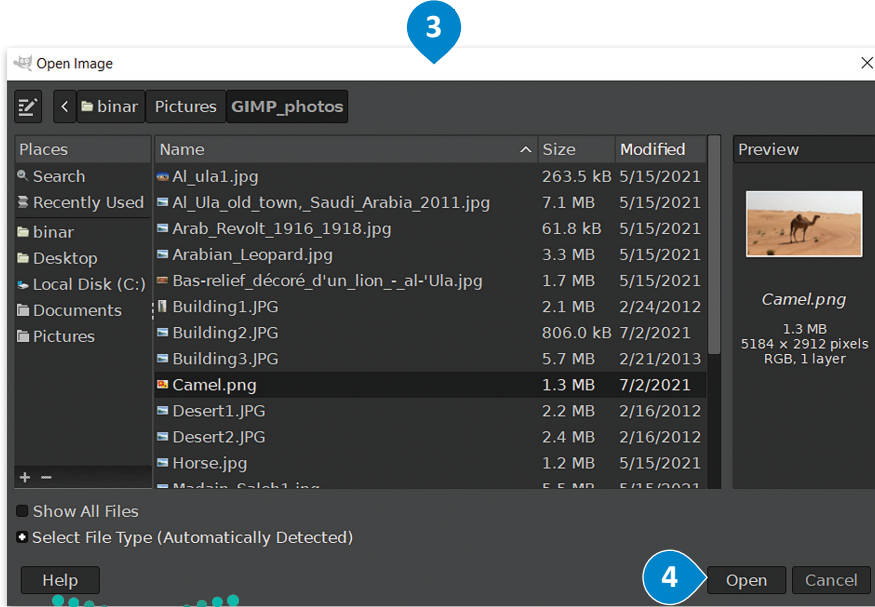 3
Open Image
binar Pictures GIMP_photos
Places
Search
Recently Used
binar
Desktop
Local Disk (C:)
Documents
Pictures
Name Size Modified
Al_ula1.jpg 263.5 kB 5/15/2021
Al_Ula_old_town,_Saudi_Arabia_2011.jpg 7.1 MB 5/15/2021
Arab_Revolt_1916_1918.jpg 61.8 kB 5/15/2021
Arabian_Leopard.jpg 3.3 MB 5/15/2021
Bas-relief_décoré_d'un_lion_-_al-'Ula.jpg 1.7 MB 5/15/2021
Building1.JPG 2.1 MB 2/24/2012
Building2.JPG 806.0 kB 7/2/2021
Building3.JPG 5.7 MB 2/21/2013
Camel.png 1.3 MB 7/2/2021
Desert1.JPG 2.2 MB 2/16/2012
Desert2.JPG 2.4 MB 2/16/2012
Horse.jpg 1.2 MB 5/15/2021
Preview
Camel.png
1.3 MB
5184 × 2912 pixels
RGB, 1 layer
Show All Files
Select File Type (Automatically Detected)
Help
4
Open Cancel